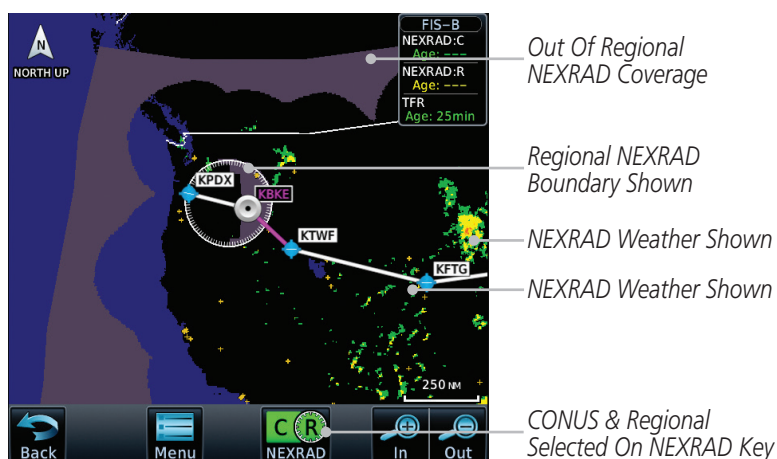 N
NORTH UP
FIS-B
NEXRAD:C
Age: ---
NEXRAD:R
Age: ---
TFR
Age: 25min
Out Of Regional
NEXRAD Coverage
Regional NEXRAD
Boundary Shown
KPDX
KBKE
KTWF
KFTG
NEXRAD Weather Shown
NEXRAD Weather Shown
250 NM
Back
Menu
C R
NEXRAD
In
Out
CONUS & Regional
Selected On NEXRAD Key